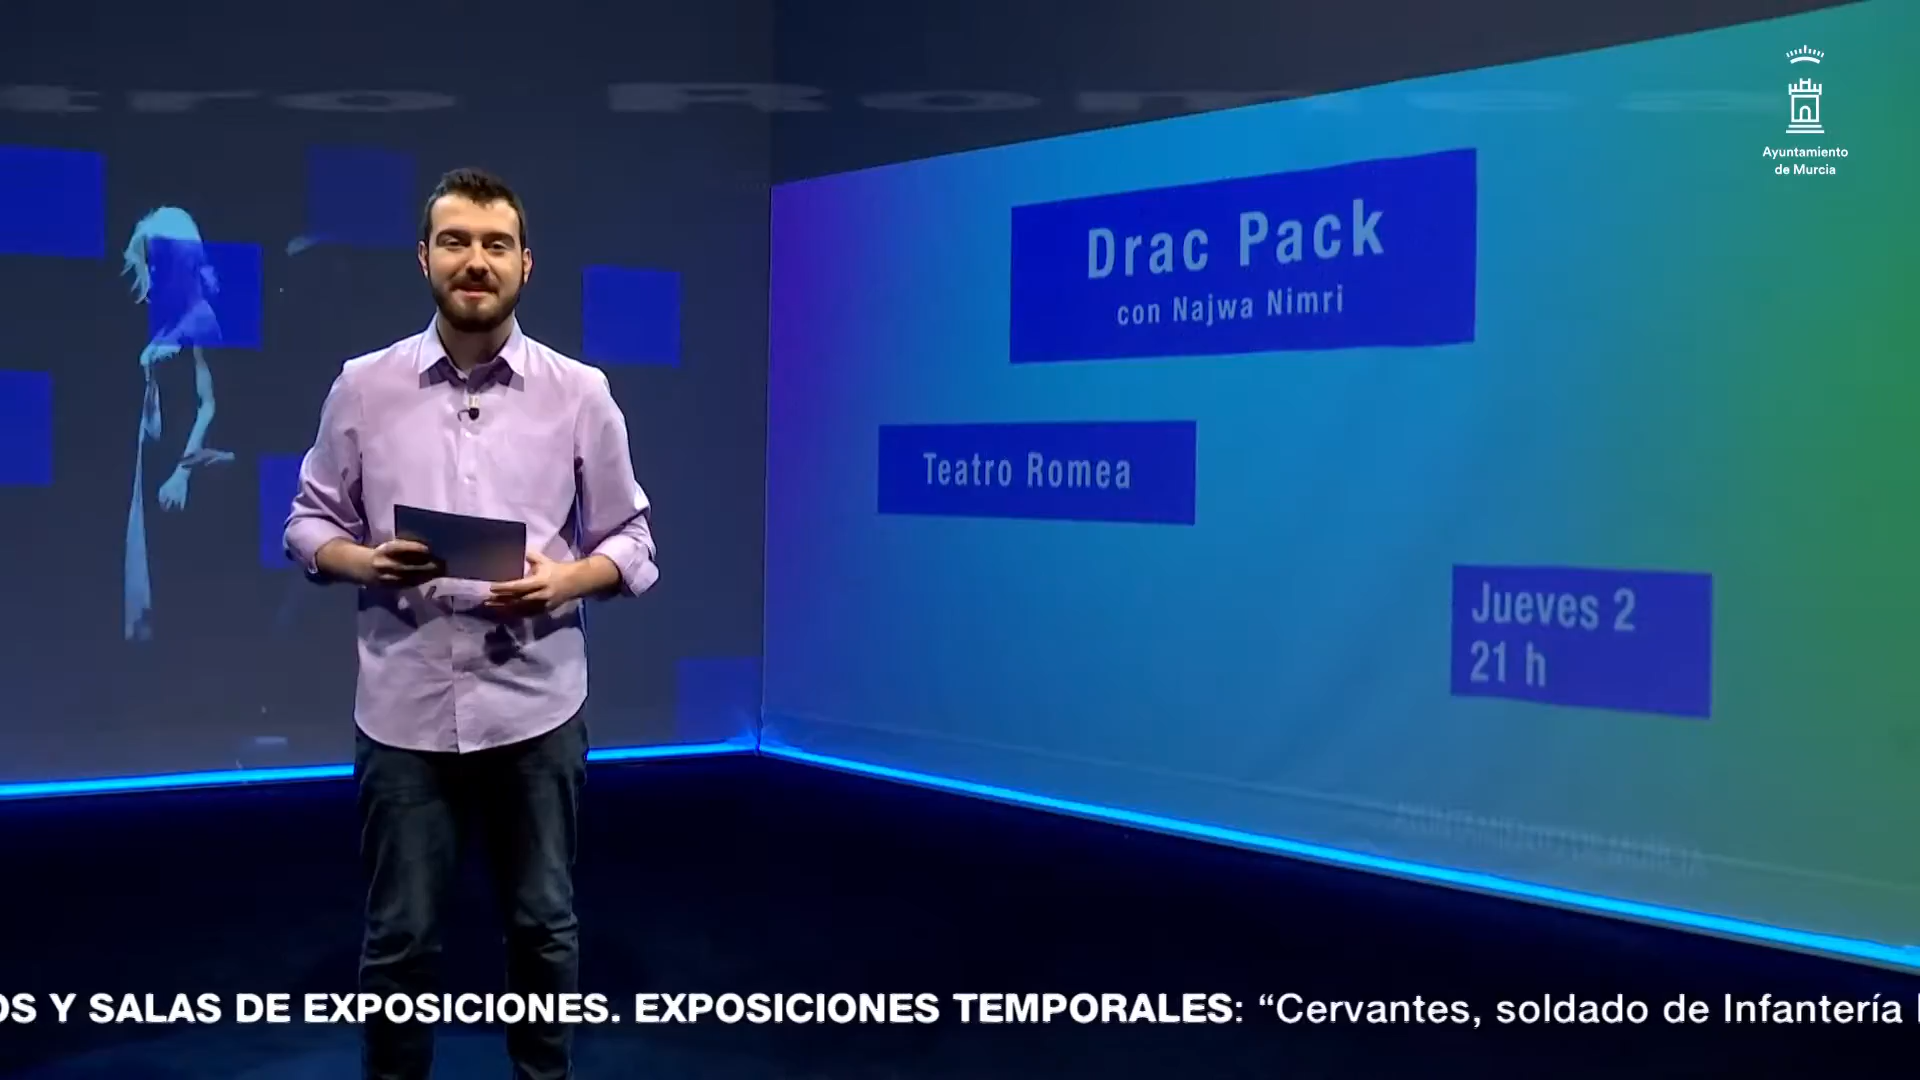 Ayuntamiento
de Murcia
Drac Pack
con Najwa Nimri
Teatro Romea
Jueves 2
21 h
OS Y SALAS DE EXPOSICIONES. EXPOSICIONES TEMPORALES: “Cervantes, soldado de Infantería